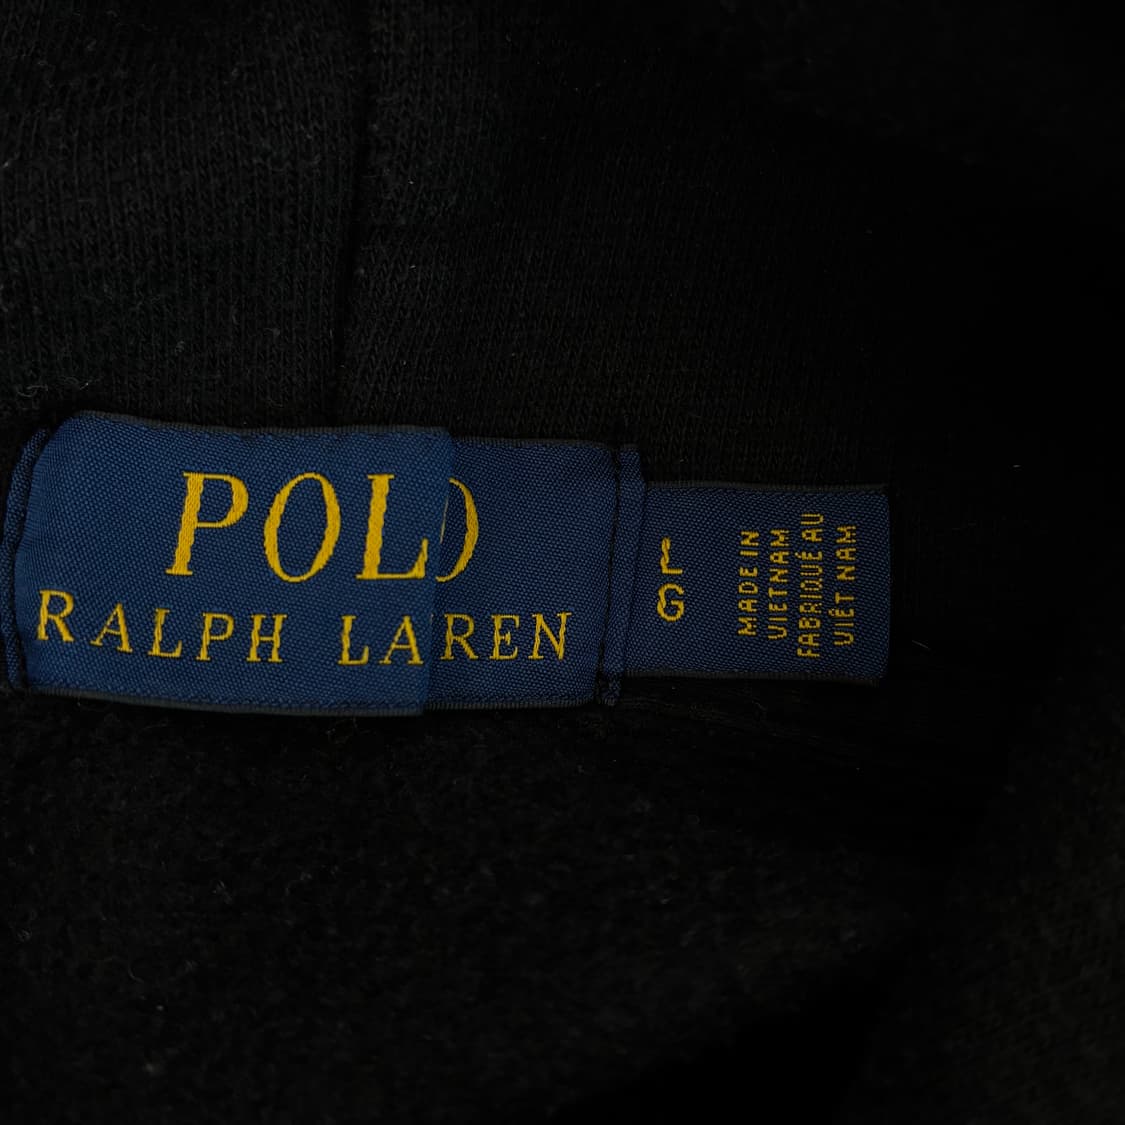 POLO
RALPH LAREN
L
G
MADE IN
VIETNAM
FABRIQUÉ AU
VIÊT NAM